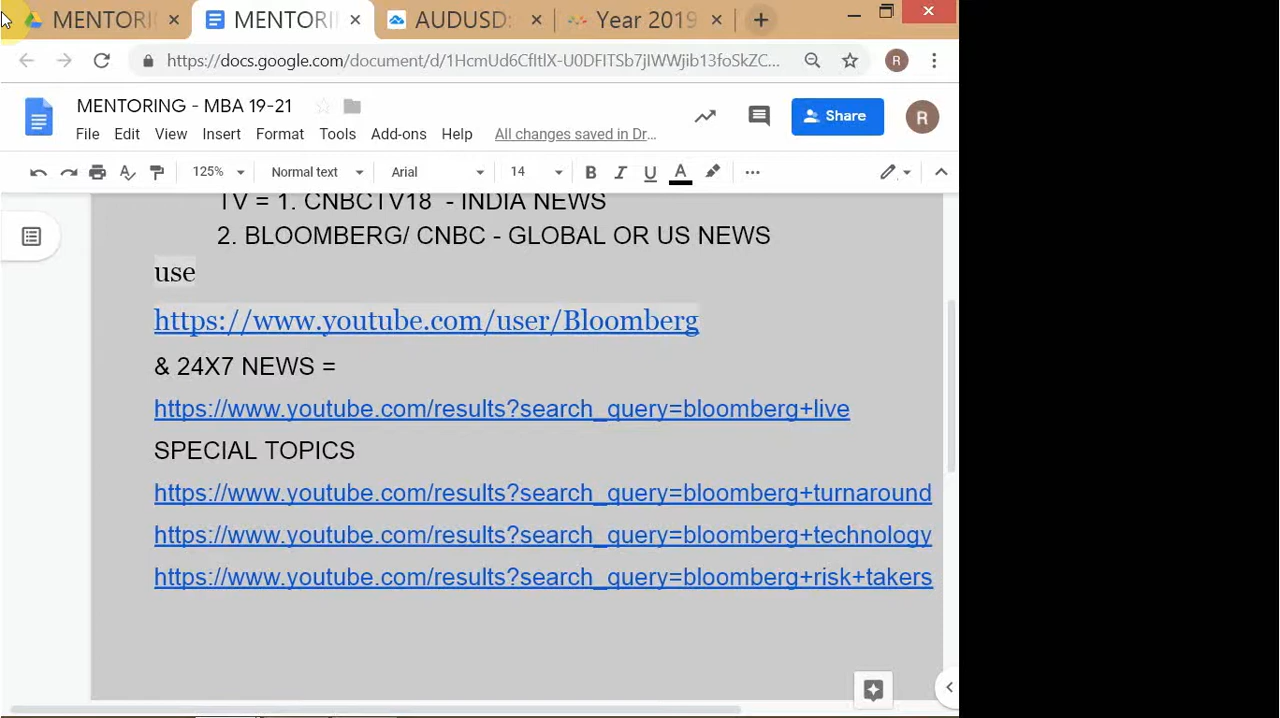 MENTORI
MENTORI
AUDUSD:
Year 2019
https://docs.google.com/document/d/1HcmUd6CfItlX-U0DFITSb7jIWWjib13foSkZC...
R
MENTORING - MBA 19-21
File Edit View Insert Format Tools Add-ons Help All changes saved in Dr...
Share
R
125% Normal text Arial 14 B I U A
TV = 1. CNBCTV18 - INDIA NEWS
2. BLOOMBERG/ CNBC - GLOBAL OR US NEWS
use
https://www.youtube.com/user/Bloomberg
& 24X7 NEWS =
https://www.youtube.com/results?search_query=bloomberg+live
SPECIAL TOPICS
https://www.youtube.com/results?search_query=bloomberg+turnaround
https://www.youtube.com/results?search_query=bloomberg+technology
https://www.youtube.com/results?search_query=bloomberg+risk+takers